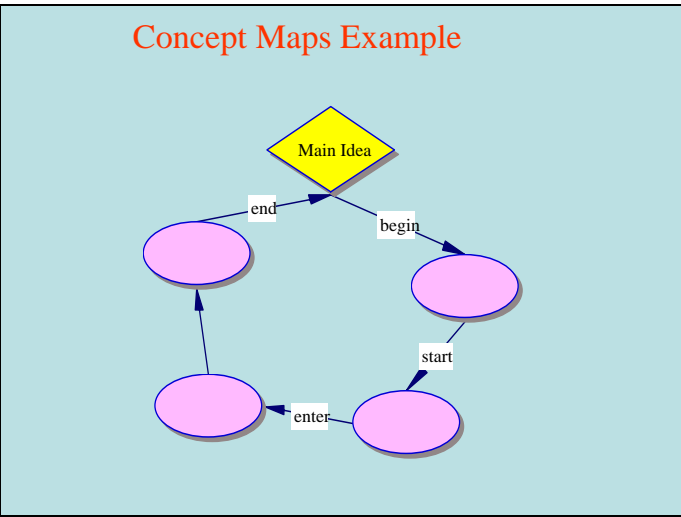 Concept Maps Example
Main Idea
end
begin
start
enter